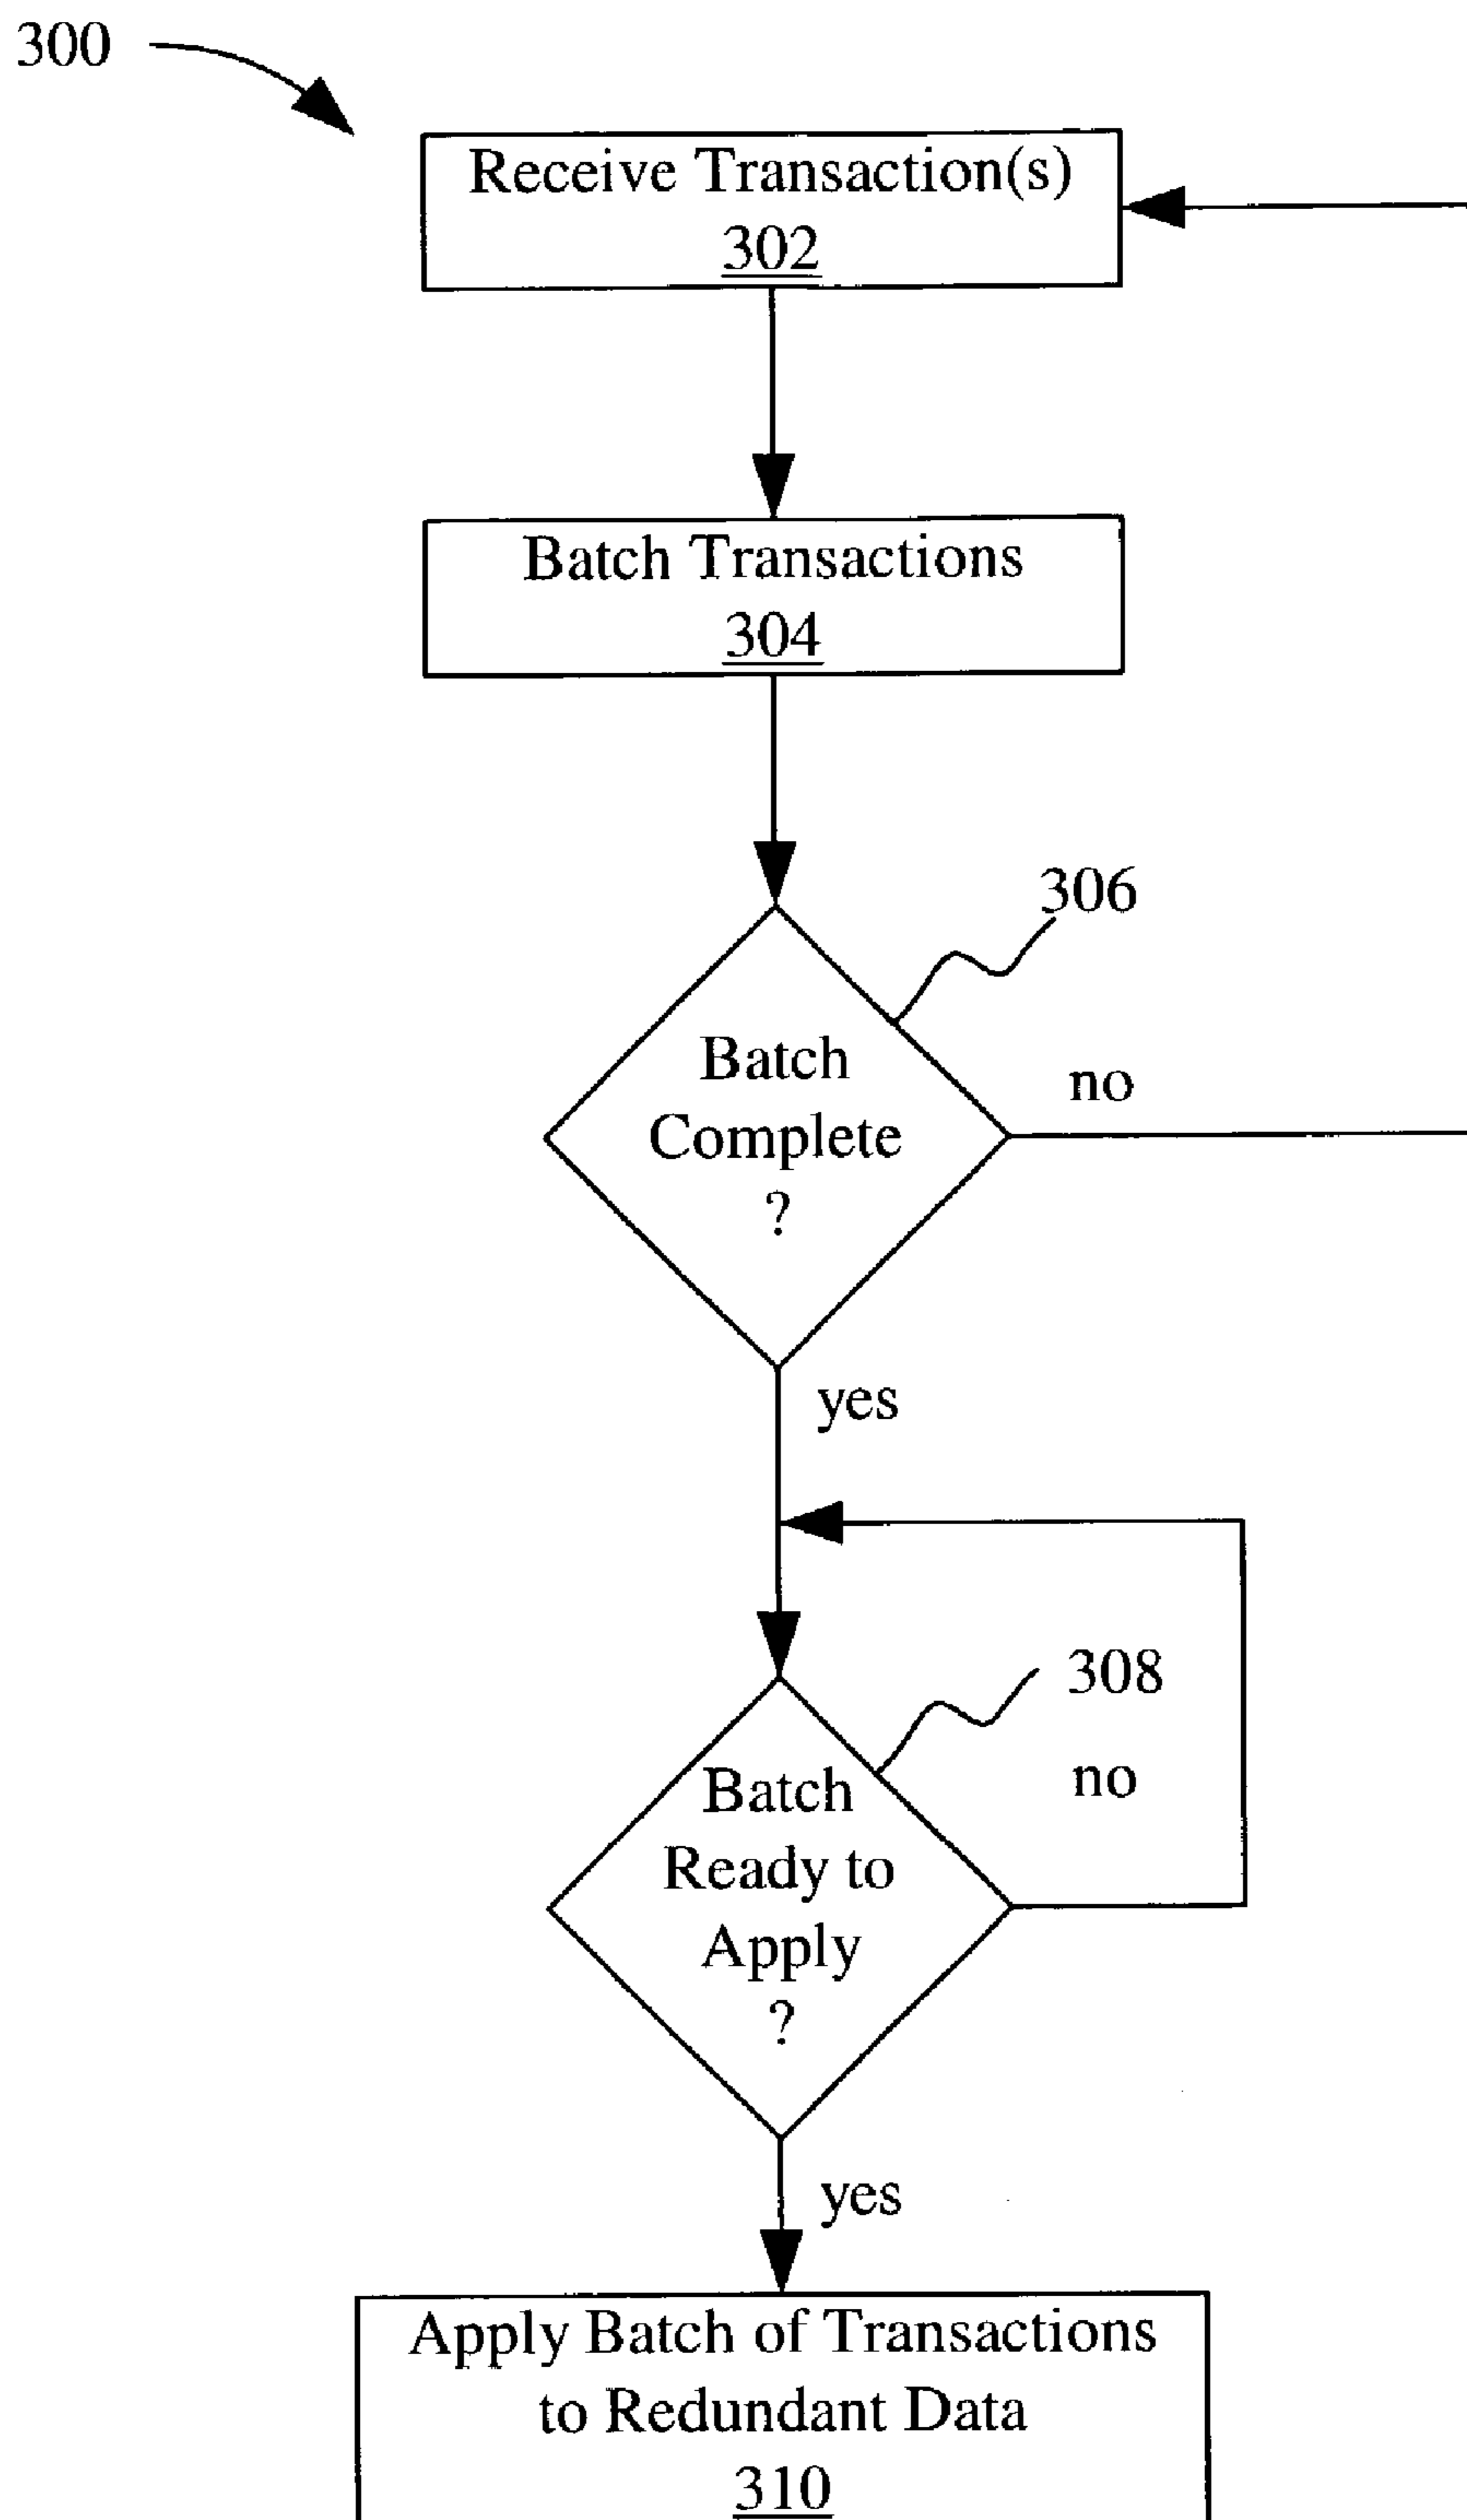 300
Receive Transaction(s)
302
Batch Transactions
304
306
Batch
Complete
?
no
yes
308
no
Batch
Ready to
Apply
?
yes
Apply Batch of Transactions
to Redundant Data
310